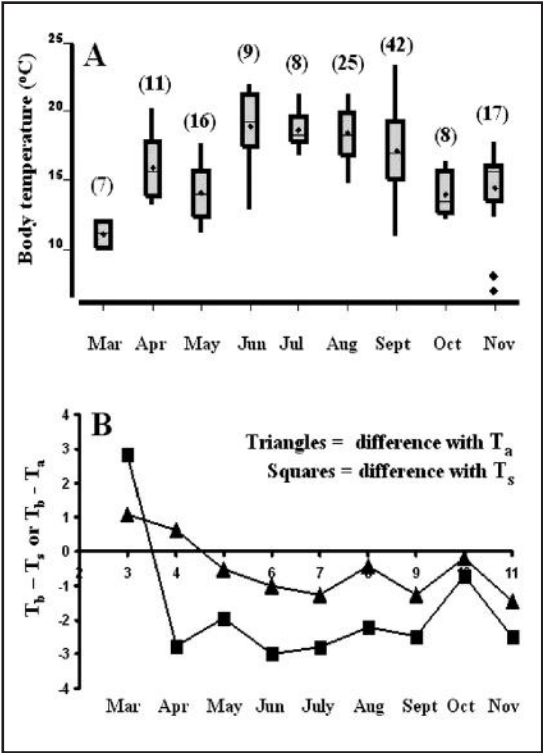 25
A
(9)
(8)
(25)
(42)
(11)
(16)
(17)
(8)
(7)
20
15
10
Body temperature (°C)
Mar Apr May Jun Jul Aug Sept Oct Nov
4
B
3
Triangles = difference with Ta
Squares = difference with Ts
2
1
0
2 3 4 5 6 7 8 9 10 11
-1
-2
-3
-4
Tb - Ts or Tb - Ta
Mar Apr May Jun July Aug Sept Oct Nov